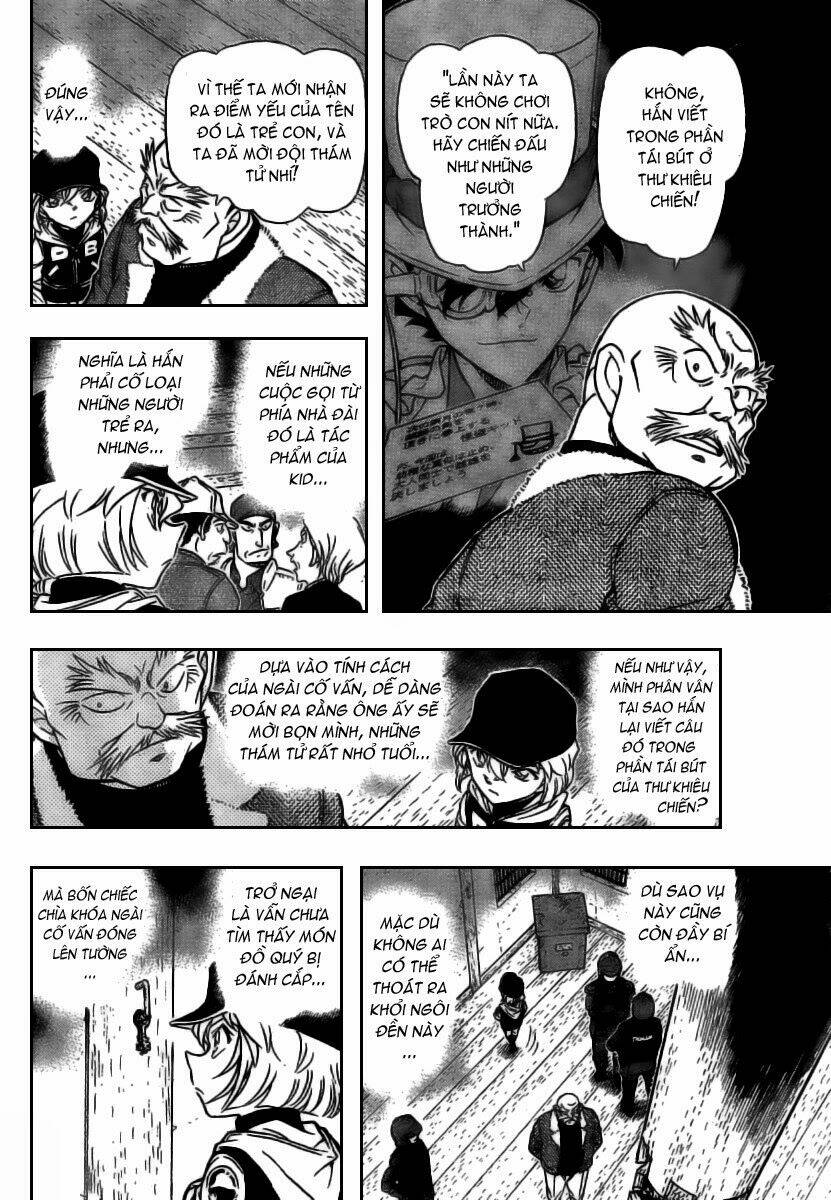 KHÔNG,
HẮN VIẾT
TRONG PHẦN
TÁI BÚT Ở
THƯ KHIÊU
CHIẾN!
"LẦN NÀY TA
SẼ KHÔNG CHƠI
TRÒ CON NÍT NỮA.
HÃY CHIẾN ĐẤU
NHƯ NHỮNG
NGƯỜI
TRƯỞNG
THÀNH."
VÌ THẾ TA MỚI NHẬN
RA ĐIỂM YẾU CỦA TÊN
ĐÓ LÀ TRẺ CON, VÀ
TA ĐÃ MỜI ĐỘI THÁM
TỬ NHÍ!
ĐÚNG
VẬY...
NẾU NHỮNG
CUỘC GỌI TỪ
PHÍA NHÀ ĐÀI
ĐÓ LÀ TÁC
PHẨM CỦA
KID...
NGHĨA LÀ HẮN
PHẢI CỐ LOẠI
NHỮNG NGƯỜI
TRẺ RA,
NHƯNG...
NẾU NHƯ VẬY,
MÌNH PHÂN VÂN
TẠI SAO HẮN
LẠI VIẾT CÂU
ĐÓ TRONG
PHẦN TÁI BÚT
CỦA THƯ KHIÊU
CHIẾN?
DỰA VÀO TÍNH CÁCH
CỦA NGÀI CỐ VẤN, DỄ DÀNG
ĐOÁN RA RẰNG ÔNG ẤY SẼ
MỜI BỌN MÌNH, NHỮNG
THÁM TỬ RẤT NHỎ TUỔI...
DÙ SAO VỤ
NÀY CŨNG
CÒN ĐẦY BÍ
ẨN...
MẶC DÙ
KHÔNG AI
CÓ THỂ
THOÁT RA
KHỎI NGÔI
ĐỀN NÀY
...
TRỞ NGẠI
LÀ VẪN CHƯA
TÌM THẤY MÓN
ĐỒ QUÝ BỊ
ĐÁNH CẮP...
MÀ BỐN CHIẾC
CHÌA KHÓA NGÀI
CỐ VẤN ĐÓNG
LÊN TƯỜNG
...